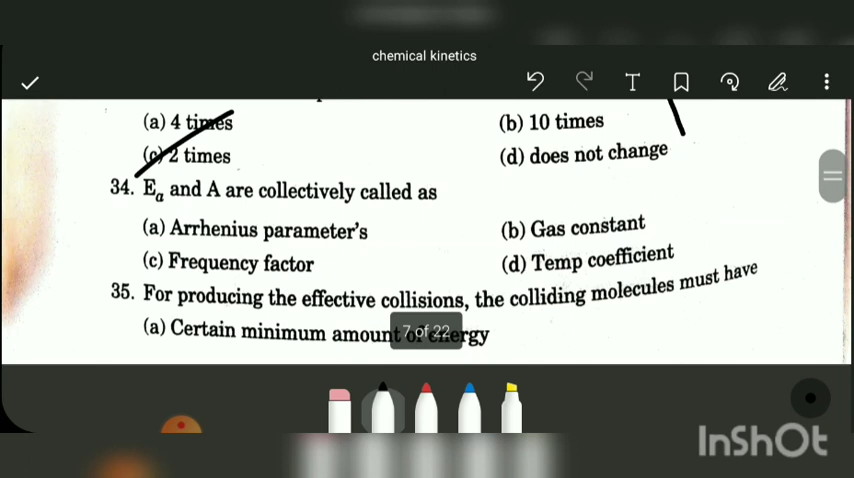 chemical kinetics
T
(a) 4 times (b) 10 times
(c) 2 times (d) does not change
34. Ea and A are collectively called as
(a) Arrhenius parameter's (b) Gas constant
(c) Frequency factor (d) Temp coefficient
35. For producing the effective collisions, the colliding molecules must have
(a) Certain minimum amount of energy
7 of 22
InShOt